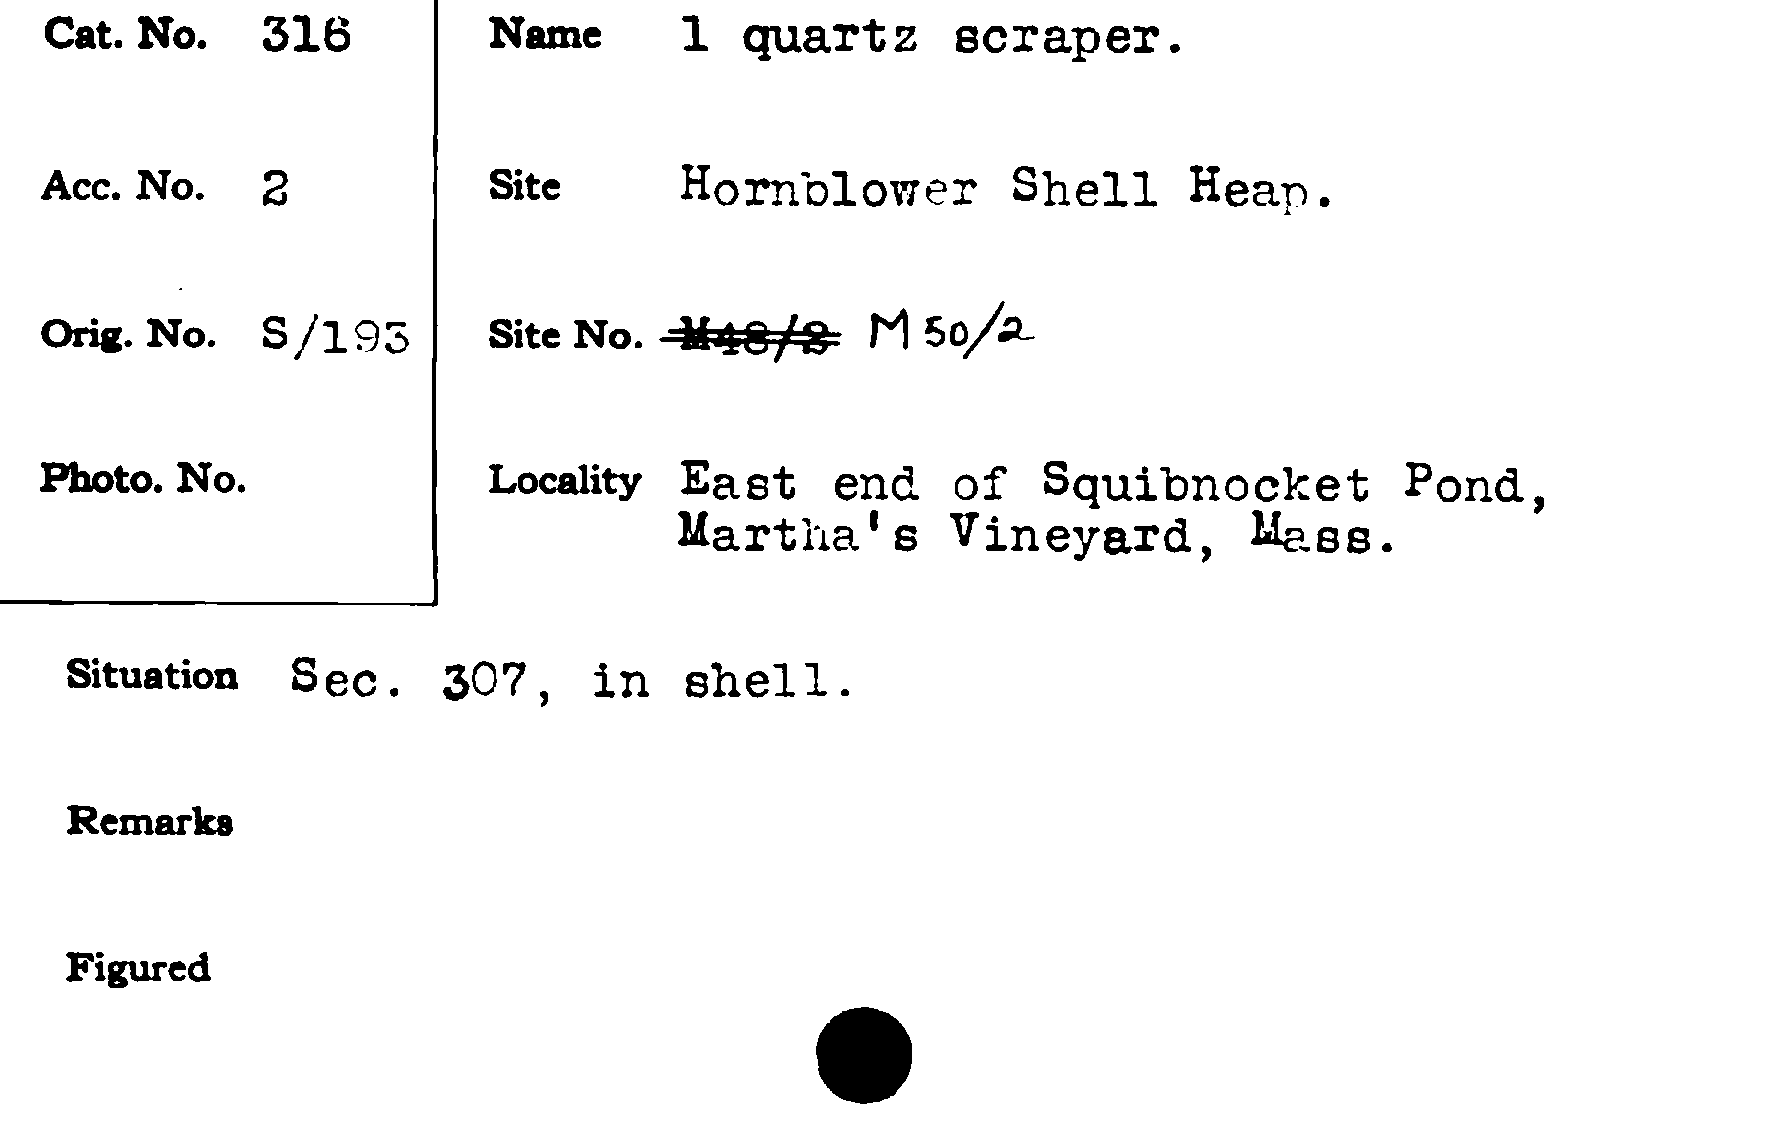 Cat. No. 316
Name 1 quartz scraper.
Acc. No. 2
Site Hornblower Shell Heap.
Orig. No. S/193
Site No. M48/2 M50/2
Photo. No.
Locality East end of Squibnocket Pond,
Martha's Vineyard, Mass.
Situation Sec. 307, in shell.
Remarks
Figured